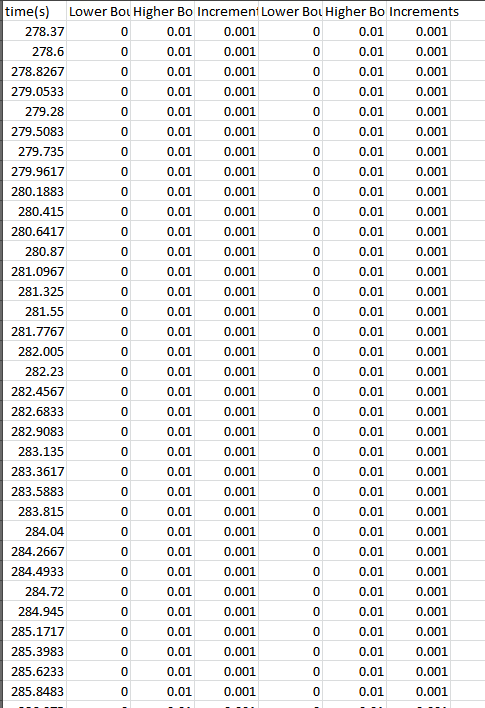 time(s) Lower Bou Higher Bo Increment Lower Bou Higher Bo Increments
278.37 0 0.01 0.001 0 0.01 0.001
278.6 0 0.01 0.001 0 0.01 0.001
278.8267 0 0.01 0.001 0 0.01 0.001
279.0533 0 0.01 0.001 0 0.01 0.001
279.28 0 0.01 0.001 0 0.01 0.001
279.5083 0 0.01 0.001 0 0.01 0.001
279.735 0 0.01 0.001 0 0.01 0.001
279.9617 0 0.01 0.001 0 0.01 0.001
280.1883 0 0.01 0.001 0 0.01 0.001
280.415 0 0.01 0.001 0 0.01 0.001
280.6417 0 0.01 0.001 0 0.01 0.001
280.87 0 0.01 0.001 0 0.01 0.001
281.0967 0 0.01 0.001 0 0.01 0.001
281.325 0 0.01 0.001 0 0.01 0.001
281.55 0 0.01 0.001 0 0.01 0.001
281.7767 0 0.01 0.001 0 0.01 0.001
282.005 0 0.01 0.001 0 0.01 0.001
282.23 0 0.01 0.001 0 0.01 0.001
282.4567 0 0.01 0.001 0 0.01 0.001
282.6833 0 0.01 0.001 0 0.01 0.001
282.9083 0 0.01 0.001 0 0.01 0.001
283.135 0 0.01 0.001 0 0.01 0.001
283.3617 0 0.01 0.001 0 0.01 0.001
283.5883 0 0.01 0.001 0 0.01 0.001
283.815 0 0.01 0.001 0 0.01 0.001
284.04 0 0.01 0.001 0 0.01 0.001
284.2667 0 0.01 0.001 0 0.01 0.001
284.4933 0 0.01 0.001 0 0.01 0.001
284.72 0 0.01 0.001 0 0.01 0.001
284.945 0 0.01 0.001 0 0.01 0.001
285.1717 0 0.01 0.001 0 0.01 0.001
285.3983 0 0.01 0.001 0 0.01 0.001
285.6233 0 0.01 0.001 0 0.01 0.001
285.8483 0 0.01 0.001 0 0.01 0.001